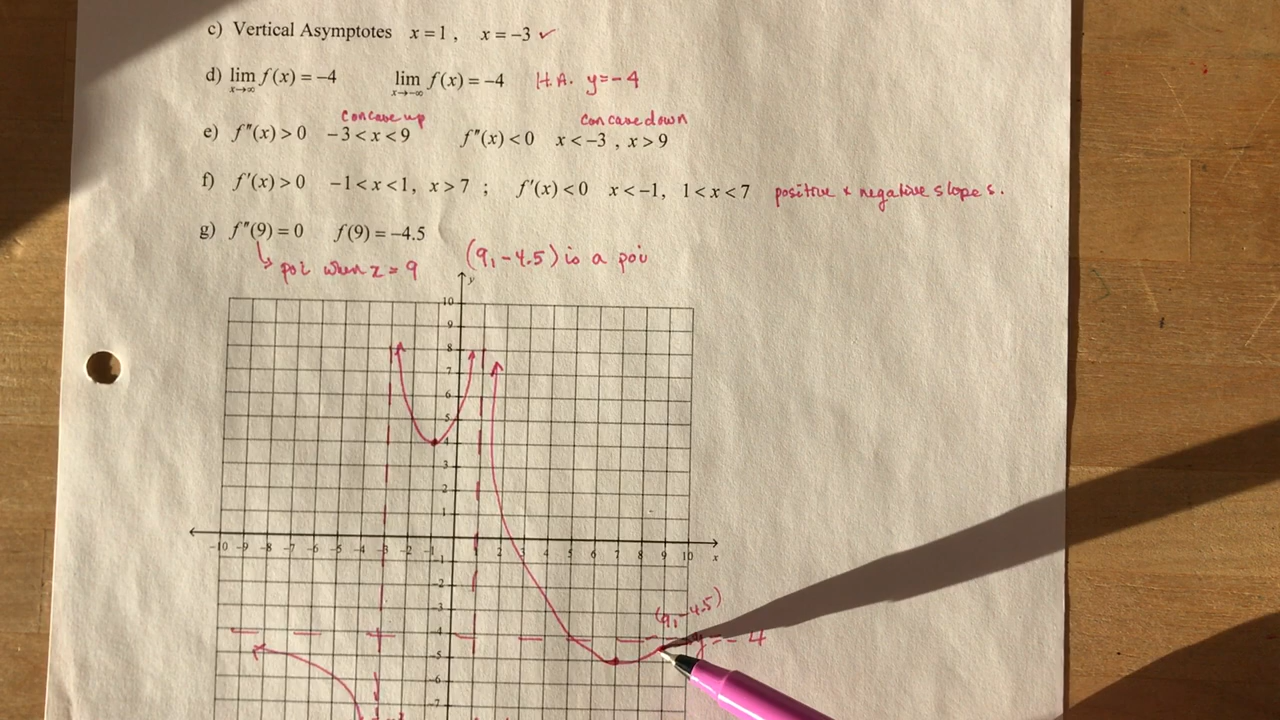 c) Vertical Asymptotes x = 1 , x = −3 ✓
d) lim x→∞ f(x) = −4 lim x→−∞ f(x) = −4 H.A. y=-4
concave up concave down
e) f″(x) > 0 −3 < x < 9 f″(x) < 0 x < −3 , x > 9
f) f′(x) > 0 −1 < x < 1, x > 7 ; f′(x) < 0 x < −1, 1 < x < 7 positive & negative slopes.
g) f″(9) = 0 f(9) = −4.5
(9,-4.5) is a poi
↳ poi when x = 9
y
10
9
8
7
6
5
4
3
2
1
-10 -9 -8 -7 -6 -5 -4 -3 -2 -1 2 3 4 5 6 7 8 9 10 x
-1
-2
-3
(9,-4.5)
-4
y=-4
-5
-6
-7